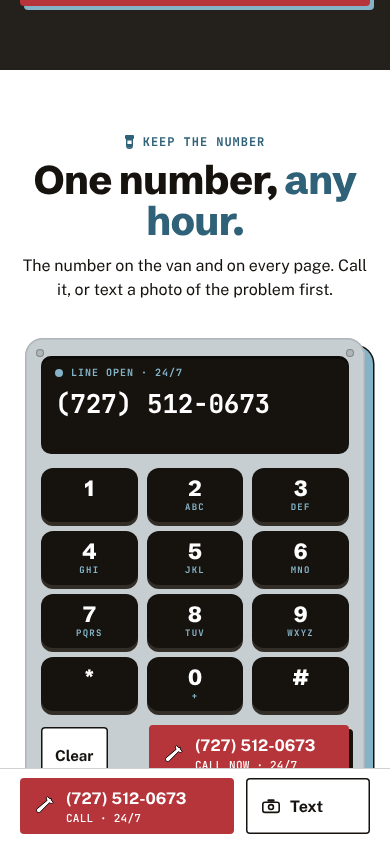 KEEP THE NUMBER
One number, any
hour.
The number on the van and on every page. Call
it, or text a photo of the problem first.
LINE OPEN · 24/7
(727) 512-0673
1
2
ABC
3
DEF
4
GHI
5
JKL
6
MNO
7
PQRS
8
TUV
9
WXYZ
*
0
+
#
Clear
(727) 512-0673
CALL NOW · 24/7
(727) 512-0673
CALL · 24/7
Text